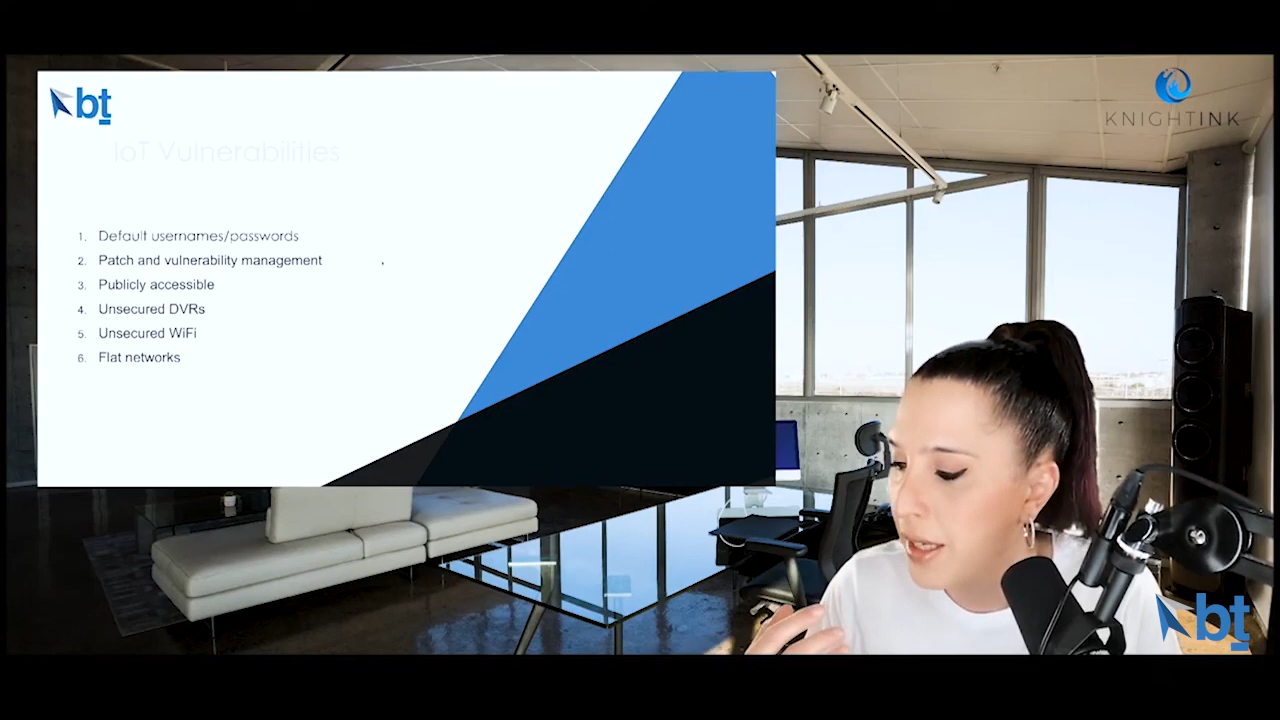 bt
KNIGHTINK
IoT Vulnerabilities
1. Default usernames/passwords
2. Patch and vulnerability management
3. Publicly accessible
4. Unsecured DVRs
5. Unsecured WiFi
6. Flat networks
bt